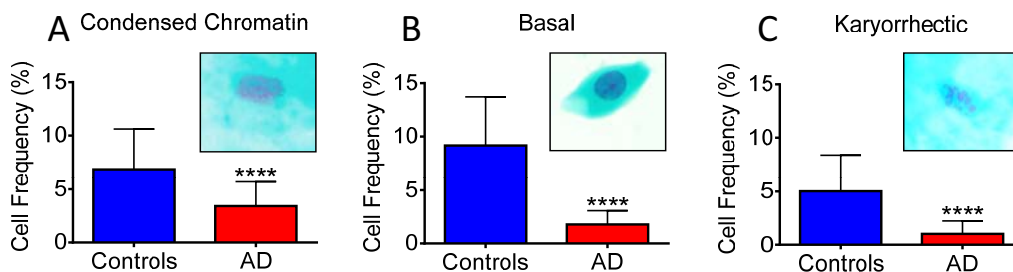 A Condensed Chromatin
Cell Frequency (%)
15
10
5
0
****
Controls AD
B Basal
Cell Frequency (%)
15
10
5
0
****
Controls AD
C Karyorrhectic
Cell Frequency (%)
15
10
5
0
****
Controls AD